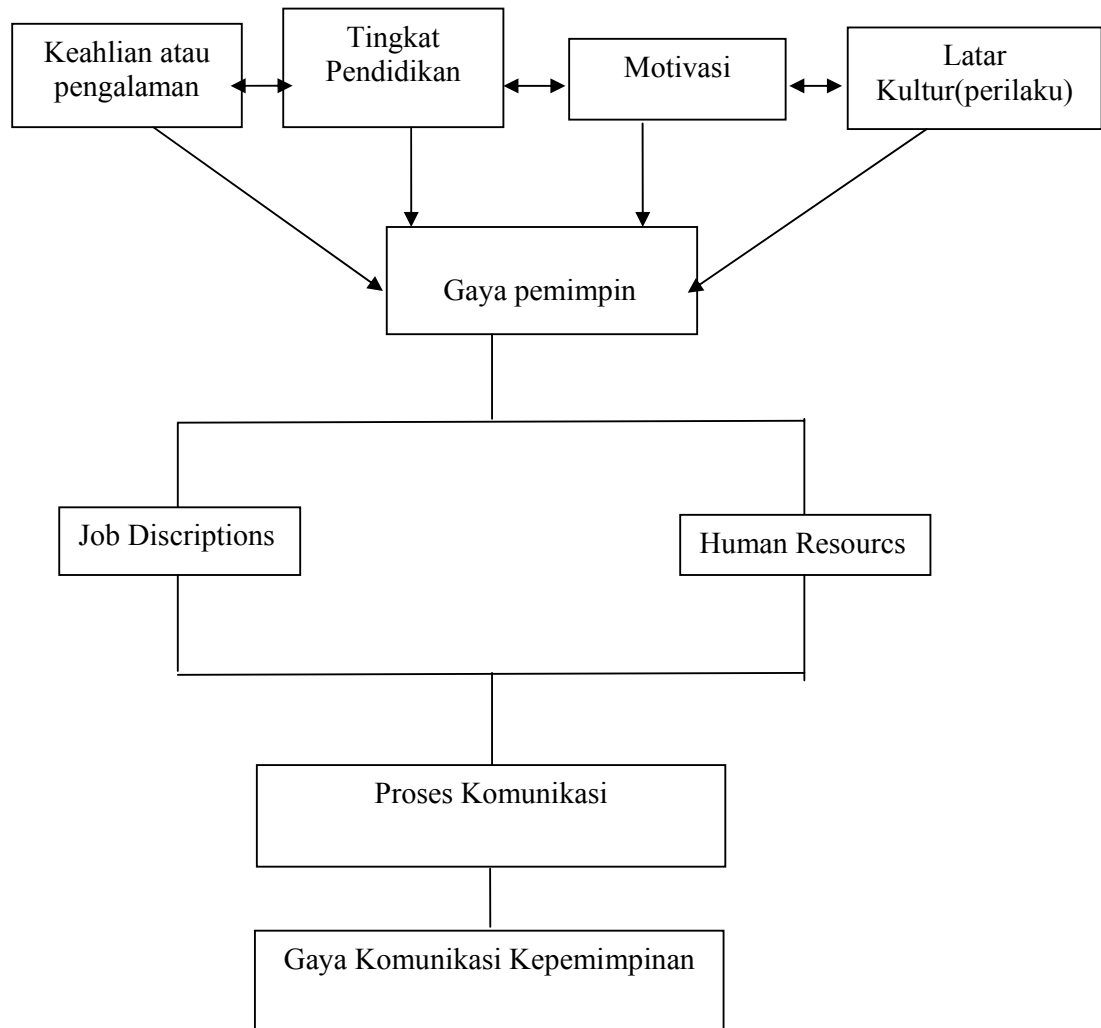 Keahlian atau
pengalaman
Tingkat
Pendidikan
Motivasi
Latar
Kultur(perilaku)
Gaya pemimpin
Job Discriptions
Human Resourcs
Proses Komunikasi
Gaya Komunikasi Kepemimpinan